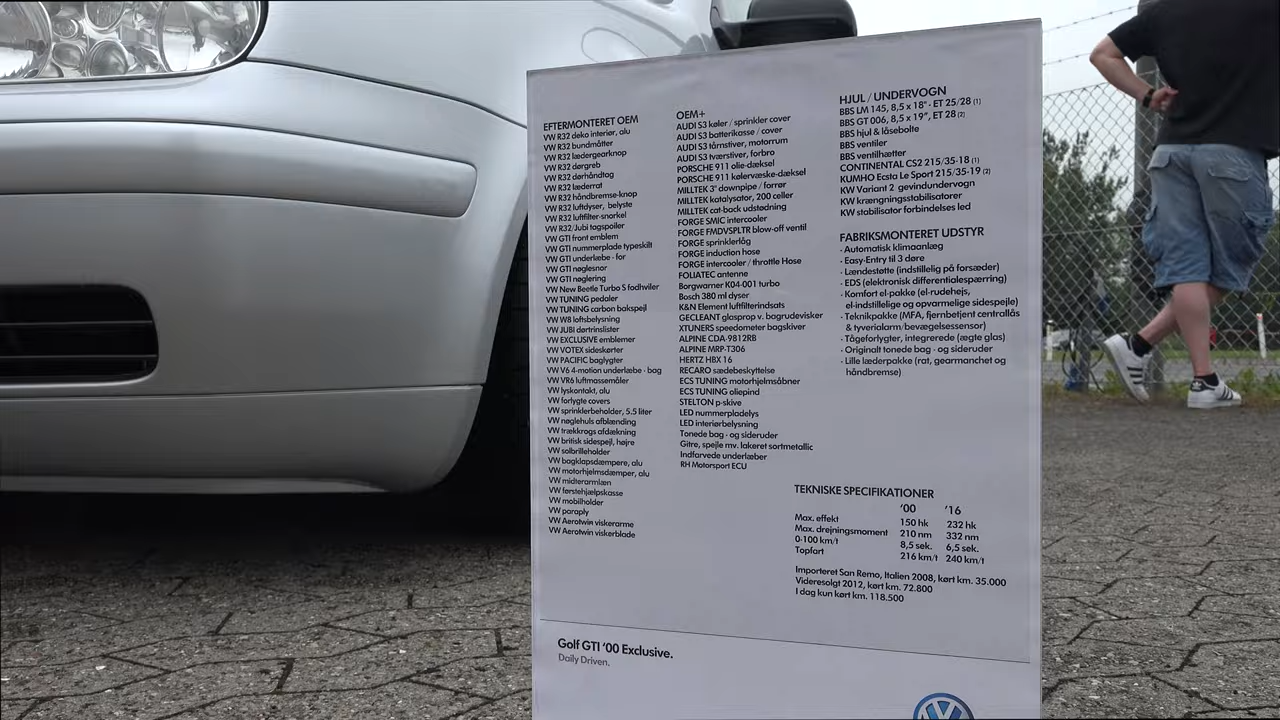 EFTERMONTERET OEM
VW R32 deko interiør, alu
VW R32 bundmåtter
VW R32 lædergearknop
VW R32 dørgreb
VW R32 dørhåndtag
VW R32 læderrat
VW R32 håndbremse-knop
VW R32 luftdyser, belyste
VW R32 luftfilter-snorkel
VW R32/Jubi tagspoiler
VW GTI front emblem
VW GTI nummerplade typeskilt
VW GTI underlæbe - for
VW GTI nøglesnor
VW GTI nøglering
VW New Beetle Turbo S fodhviler
VW TUNING pedaler
VW TUNING carbon bakspejl
VW W8 loftsbelysning
VW JUBI dørtrinslister
VW EXCLUSIVE emblemer
VW VOTEX sideskørter
VW PACIFIC baglygter
VW V6 4-motion underlæbe - bag
VW VR6 luftmassemåler
VW lyskontakt, alu
VW forlygte covers
VW sprinklerbeholder, 5.5 liter
VW nøglehuls afblænding
VW trækkrogs afdækning
VW britisk sidespejl, højre
VW solbrilleholder
VW bagklapsdæmpere, alu
VW motorhjelmsdæmper, alu
VW midterarmlæn
VW førstehjælpskasse
VW mobilholder
VW paraply
VW Aerotwin viskerarme
VW Aerotwin viskerblade
OEM+
AUDI S3 køler / sprinkler cover
AUDI S3 batterikasse / cover
AUDI S3 tårnstiver, motorrum
AUDI S3 tværstiver, forbro
PORSCHE 911 olie-dæksel
PORSCHE 911 kølervæske-dæksel
MILLTEK 3" downpipe / forrør
MILLTEK katalysator, 200 celler
MILLTEK cat-back udstødning
FORGE SMIC intercooler
FORGE FMDVSPLTR blow-off ventil
FORGE sprinklerlåg
FORGE induction hose
FORGE intercooler / throttle Hose
FOLIATEC antenne
Borgwarner K04-001 turbo
Bosch 380 ml dyser
K&N Element luftfilterindsats
GECLEANT glasprop v. bagrudevisker
XTUNERS speedometer bagskiver
ALPINE CDA-9812RB
ALPINE MRP-T306
HERTZ HBX 16
RECARO sædebeskyttelse
ECS TUNING motorhjelmsåbner
ECS TUNING oliepind
STELTON p-skive
LED nummerpladelys
LED interiørbelysning
Tonede bag - og sideruder
Gitre, spejle mv. lakeret sortmetallic
Indfarvede underlæber
RH Motorsport ECU
HJUL / UNDERVOGN
BBS LM 145, 8,5 x 18" - ET 25/28 (1)
BBS GT 006, 8,5 x 19", ET 28 (2)
BBS hjul & låsebolte
BBS ventiler
BBS ventilhætter
CONTINENTAL CS2 215/35-18 (1)
KUMHO Ecsta Le Sport 215/35-19 (2)
KW Variant 2 gevindundervogn
KW krængningsstabilisatorer
KW stabilisator forbindelses led
FABRIKSMONTERET UDSTYR
- Automatisk klimaanlæg
- Easy-Entry til 3 døre
- Lændestøtte (indstillelig på forsæder)
- EDS (elektronisk differentialespærring)
- Komfort el-pakke (el-rudehejs,
el-indstillelige og opvarmelige sidespejle)
- Teknikpakke (MFA, fjernbetjent centrallås
& tyverialarm/bevægelsessensor)
- Tågeforlygter, integrerede (ægte glas)
- Originalt tonede bag - og sideruder
- Lille læderpakke (rat, gearmanchet og
håndbremse)
TEKNISKE SPECIFIKATIONER
'00 '16
Max. effekt 150 hk 232 hk
Max. drejningsmoment 210 nm 332 nm
0-100 km/t 8,5 sek. 6,5 sek.
Topfart 216 km/t 240 km/t
Importeret San Remo, Italien 2008, kørt km. 35.000
Videresolgt 2012, kørt km. 72.800
I dag kun kørt km. 118.500
Golf GTI '00 Exclusive.
Daily Driven.